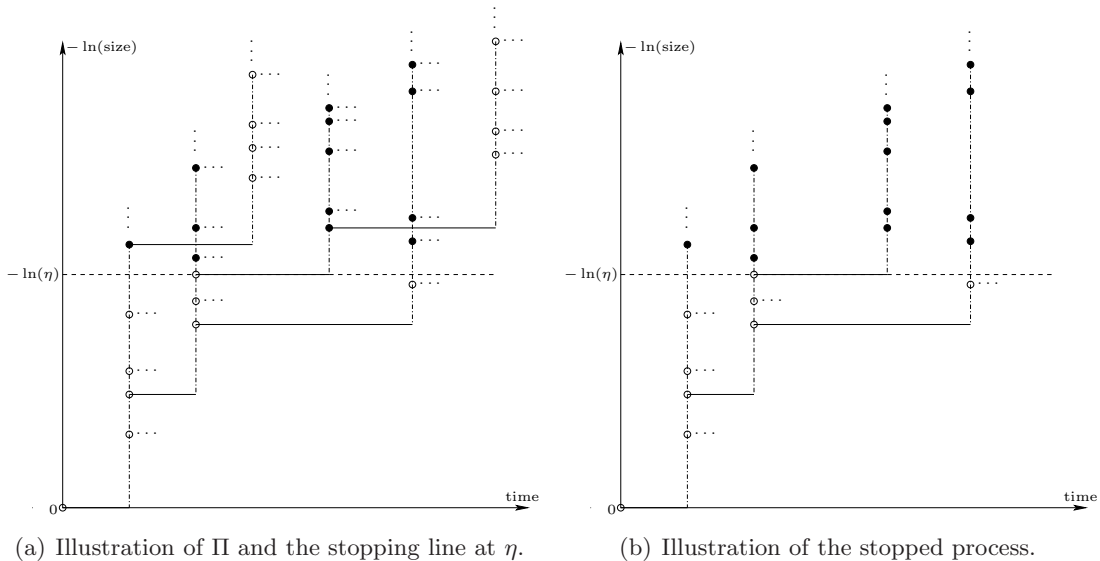 − ln(size)
− ln(η)
0
time
(a) Illustration of Π and the stopping line at η.
− ln(size)
− ln(η)
0
time
(b) Illustration of the stopped process.